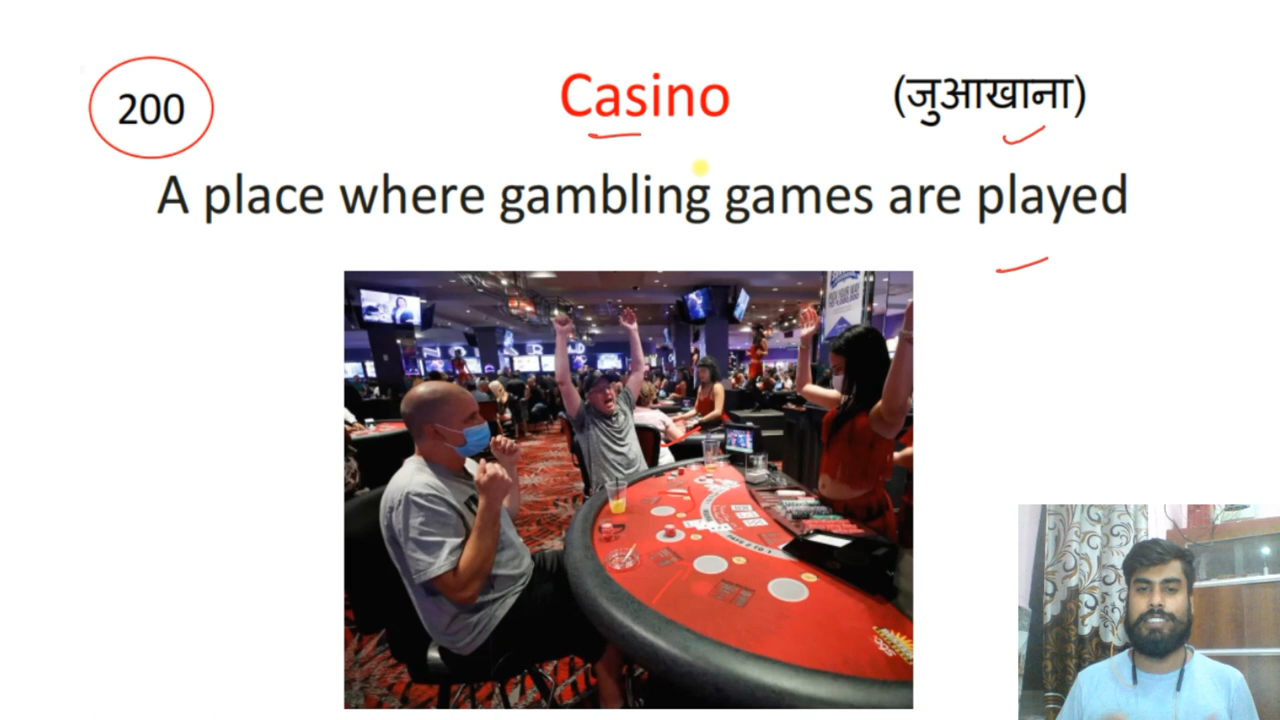 200
Casino
(जुआखाना)
A place where gambling games are played